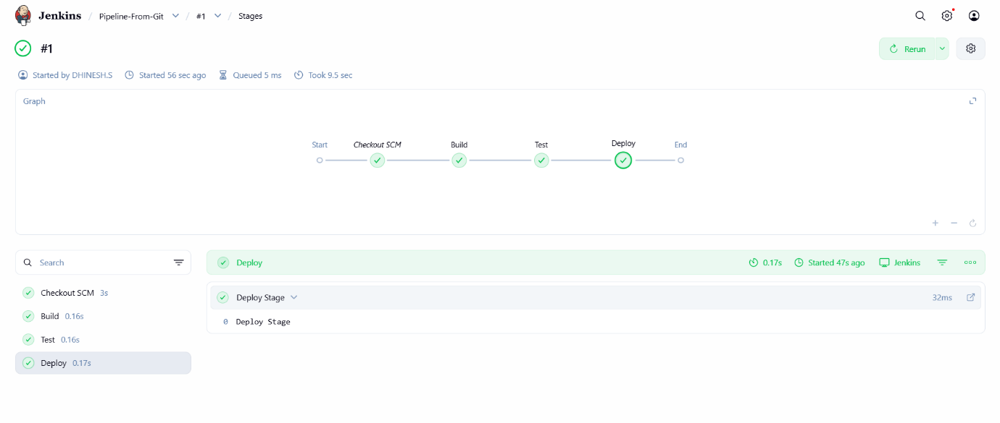 Jenkins / Pipeline-From-Git / #1 / Stages
#1
Rerun
Started by DHINESH.S Started 56 sec ago Queued 5 ms Took 9.5 sec
Graph
Start Checkout SCM Build Test Deploy End
Search
Deploy 0.17s Started 47s ago Jenkins
Checkout SCM 3s
Build 0.16s
Test 0.16s
Deploy 0.17s
Deploy Stage 32ms
0 Deploy Stage